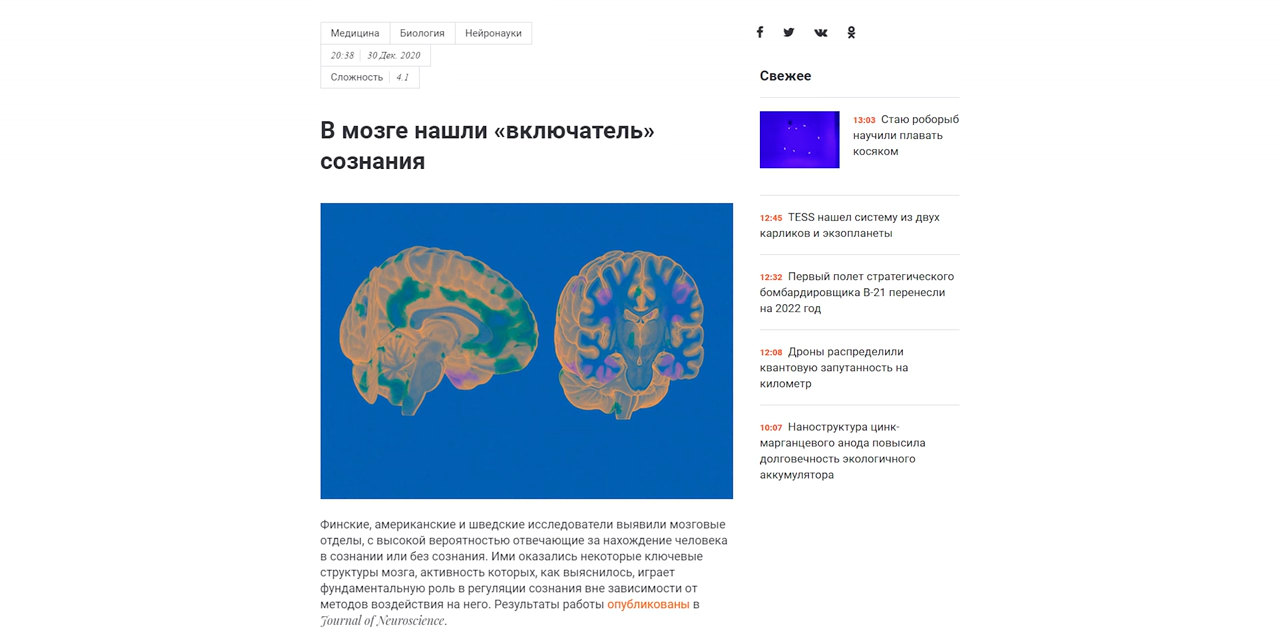 Медицина Биология Нейронауки
20:38 30 Дек. 2020
Сложность 4.1
В мозге нашли «включатель»
сознания
Финские, американские и шведские исследователи выявили мозговые
отделы, с высокой вероятностью отвечающие за нахождение человека
в сознании или без сознания. Ими оказались некоторые ключевые
структуры мозга, активность которых, как выяснилось, играет
фундаментальную роль в регуляции сознания вне зависимости от
методов воздействия на него. Результаты работы опубликованы в
Journal of Neuroscience.
Свежее
13:03 Стаю роборыб
научили плавать
косяком
12:45 TESS нашел систему из двух
карликов и экзопланеты
12:32 Первый полет стратегического
бомбардировщика B-21 перенесли
на 2022 год
12:08 Дроны распределили
квантовую запутанность на
километр
10:07 Наноструктура цинк-
марганцевого анода повысила
долговечность экологичного
аккумулятора